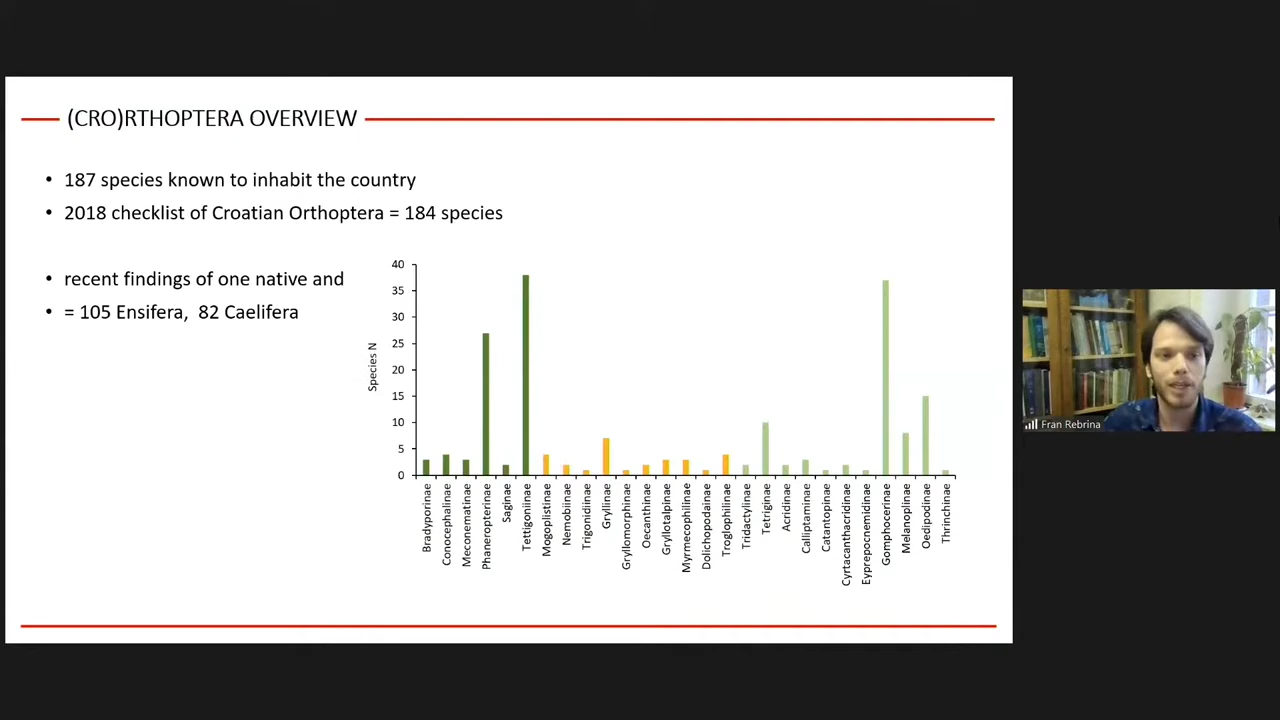 (CRO)RTHOPTERA OVERVIEW
• 187 species known to inhabit the country
• 2018 checklist of Croatian Orthoptera = 184 species
• recent findings of one native and
• = 105 Ensifera, 82 Caelifera
40
35
30
25
20
15
10
5
0
Species N
Bradyporinae
Conocephalinae
Meconematinae
Phaneropterinae
Saginae
Tettigoniinae
Mogoplistinae
Nemobiinae
Trigonidiinae
Gryllinae
Gryllomorphinae
Oecanthinae
Gryllotalpinae
Myrmecophilinae
Dolichopodainae
Troglophilinae
Tridactylinae
Tetriginae
Acridinae
Calliptaminae
Catantopinae
Cyrtacanthacridinae
Eyprepocnemidinae
Gomphocerinae
Melanoplinae
Oedipodinae
Thrinchinae
Fran Rebrina